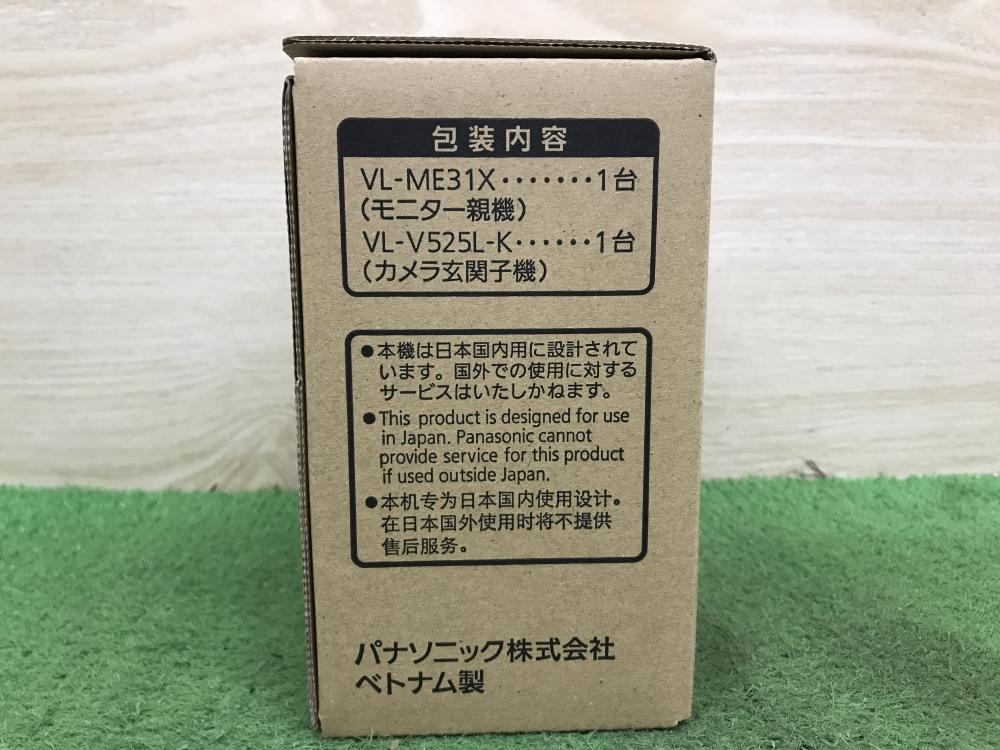 包装内容
VL-ME31X・・・・・・・1台
(モニター親機)
VL-V525L-K・・・・・・1台
(カメラ玄関子機)
●本機は日本国内用に設計されて
います。国外での使用に対する
サービスはいたしかねます。
●This product is designed for use
in Japan. Panasonic cannot
provide service for this product
if used outside Japan.
●本机专为日本国内使用设计。
在日本国外使用时将不提供
售后服务。
パナソニック株式会社
ベトナム製